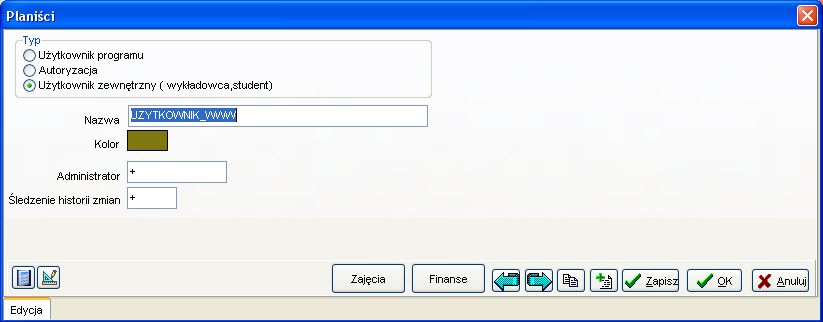 Planiści
Typ
Użytkownik programu
Autoryzacja
Użytkownik zewnętrzny ( wykładowca,student)
Nazwa UZYTKOWNIK_WWW
Kolor
Administrator +
Śledzenie historii zmian +
Zajęcia Finanse Zapisz OK Anuluj
Edycja